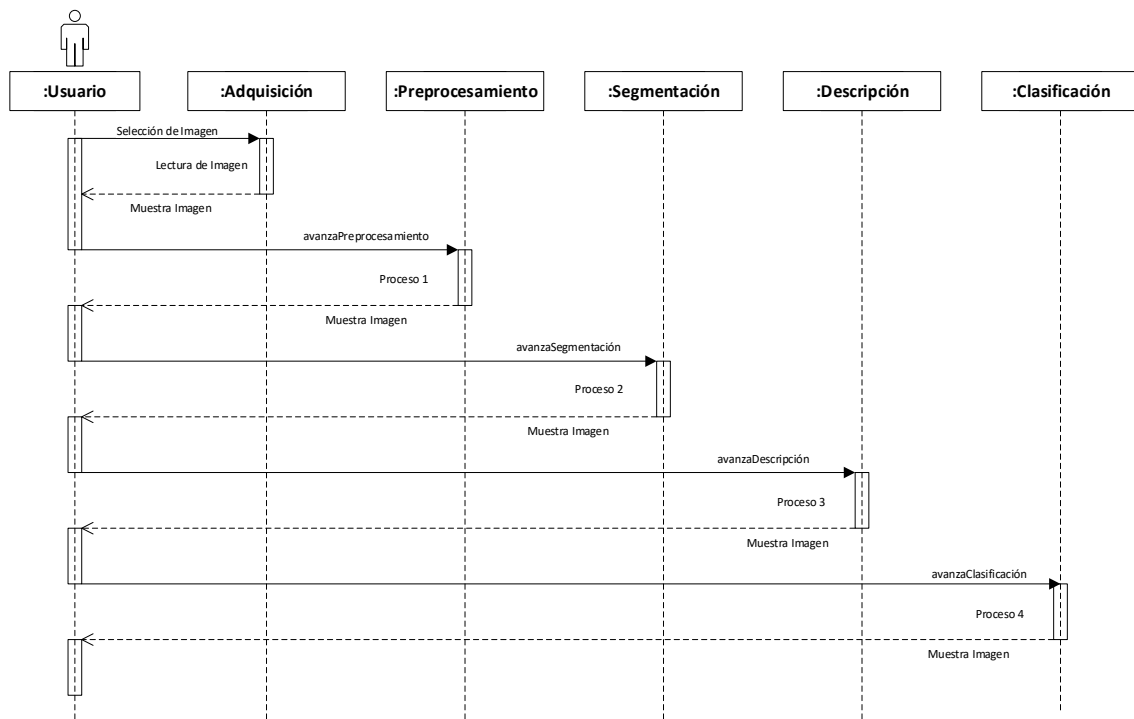 :Usuario
:Adquisición
:Preprocesamiento
:Segmentación
:Descripción
:Clasificación
Selección de Imagen
Lectura de Imagen
Muestra Imagen
avanzaPreprocesamiento
Proceso 1
Muestra Imagen
avanzaSegmentación
Proceso 2
Muestra Imagen
avanzaDescripción
Proceso 3
Muestra Imagen
avanzaClasificación
Proceso 4
Muestra Imagen